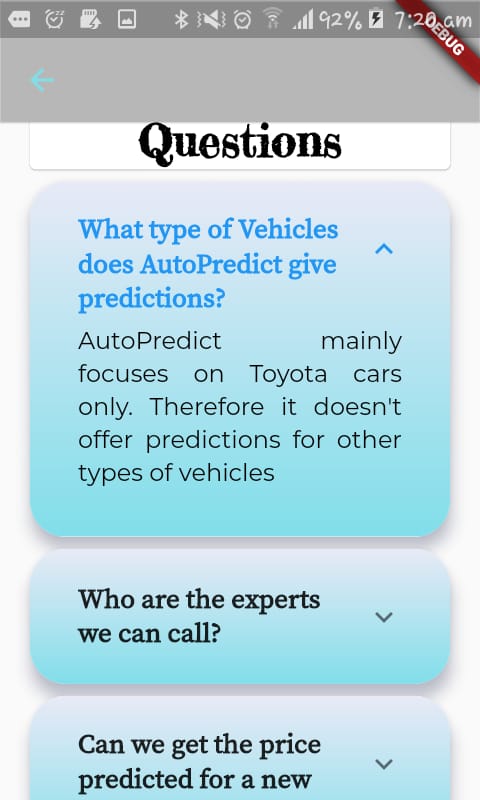 92% 7:20 am
DEBUG
Questions
What type of Vehicles
does AutoPredict give
predictions?
AutoPredict mainly
focuses on Toyota cars
only. Therefore it doesn't
offer predictions for other
types of vehicles
Who are the experts
we can call?
Can we get the price
predicted for a new